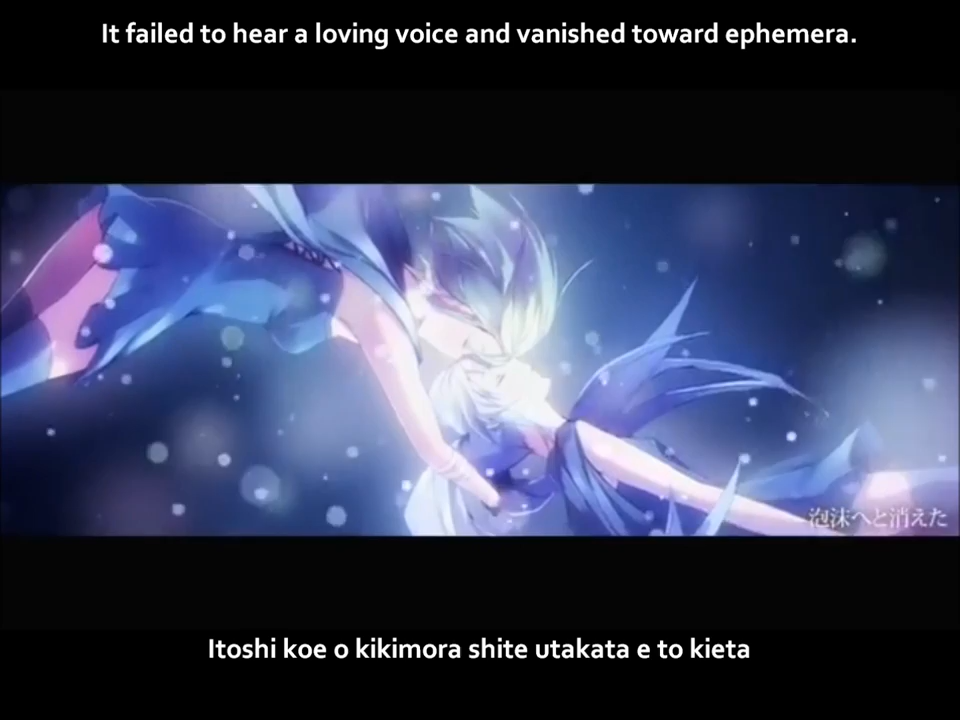 It failed to hear a loving voice and vanished toward ephemera.
泡沫へと消えた
Itoshi koe o kikimora shite utakata e to kieta